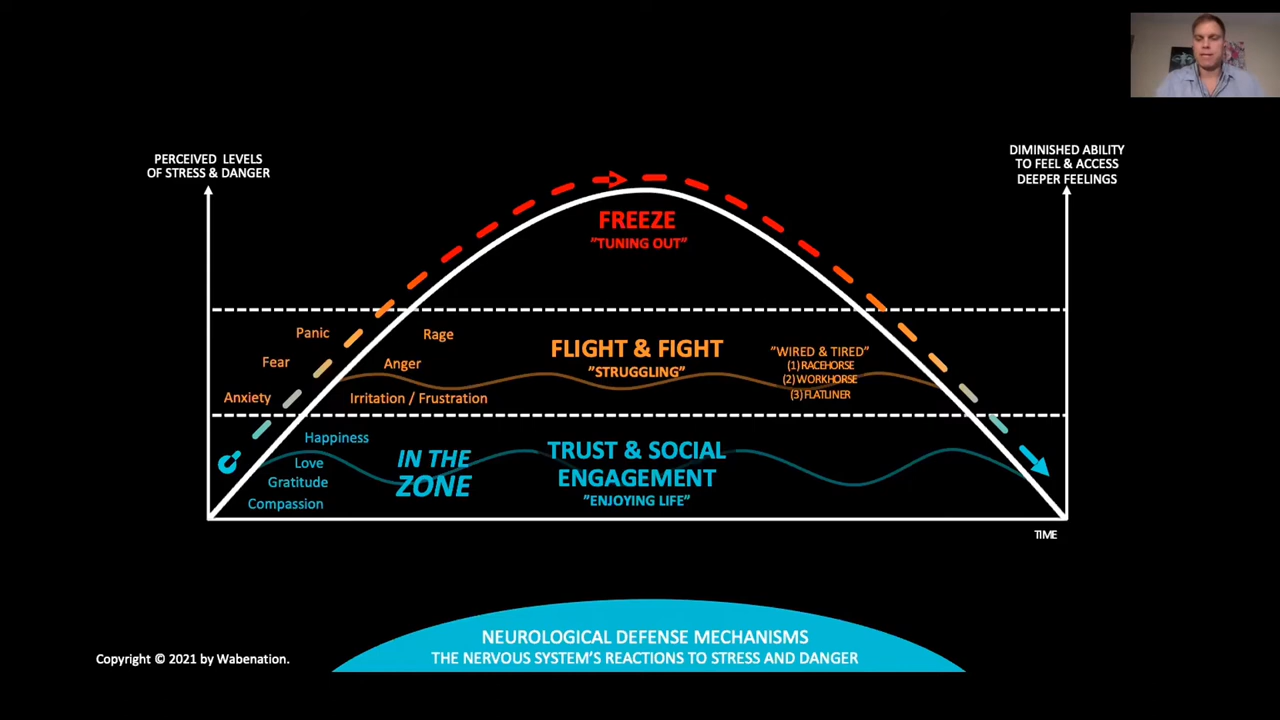 PERCEIVED LEVELS
OF STRESS & DANGER
DIMINISHED ABILITY
TO FEEL & ACCESS
DEEPER FEELINGS
FREEZE
”TUNING OUT”
Panic
Rage
Fear
Anger
Anxiety
Irritation / Frustration
FLIGHT & FIGHT
”STRUGGLING”
”WIRED & TIRED”
(1) RACEHORSE
(2) WORKHORSE
(3) FLATLINER
Happiness
Love
Gratitude
Compassion
IN THE
ZONE
TRUST & SOCIAL
ENGAGEMENT
”ENJOYING LIFE”
TIME
NEUROLOGICAL DEFENSE MECHANISMS
THE NERVOUS SYSTEM’S REACTIONS TO STRESS AND DANGER
Copyright © 2021 by Wabenation.